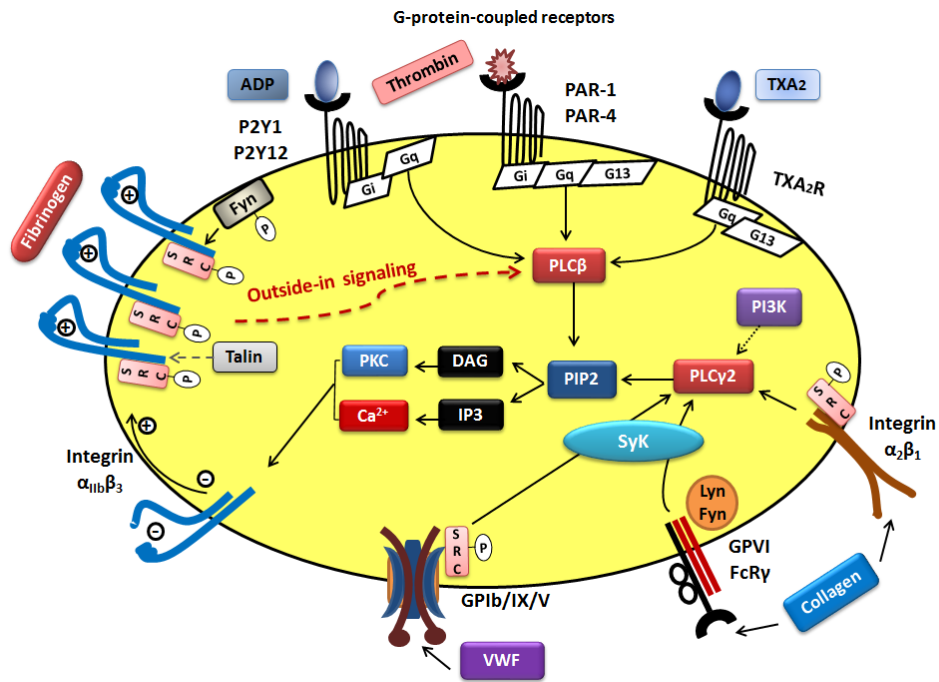 G-protein-coupled receptors
ADP
Thrombin
PAR-1
PAR-4
TXA2
P2Y1
P2Y12
Gi
Gq
Gi
Gq
G13
TXA2R
Gq
G13
Fibrinogen
+
Fyn
P
SRC
P
+
SRC
P
+
SRC
P
Talin
Outside-in signaling
PLCβ
PI3K
PKC
DAG
PIP2
PLCγ2
Ca2+
IP3
SyK
P
SRC
Integrin
α2β1
Integrin
αIIbβ3
+
-
-
Lyn
Fyn
SRC
P
GPIb/IX/V
GPVI
FcRγ
Collagen
VWF